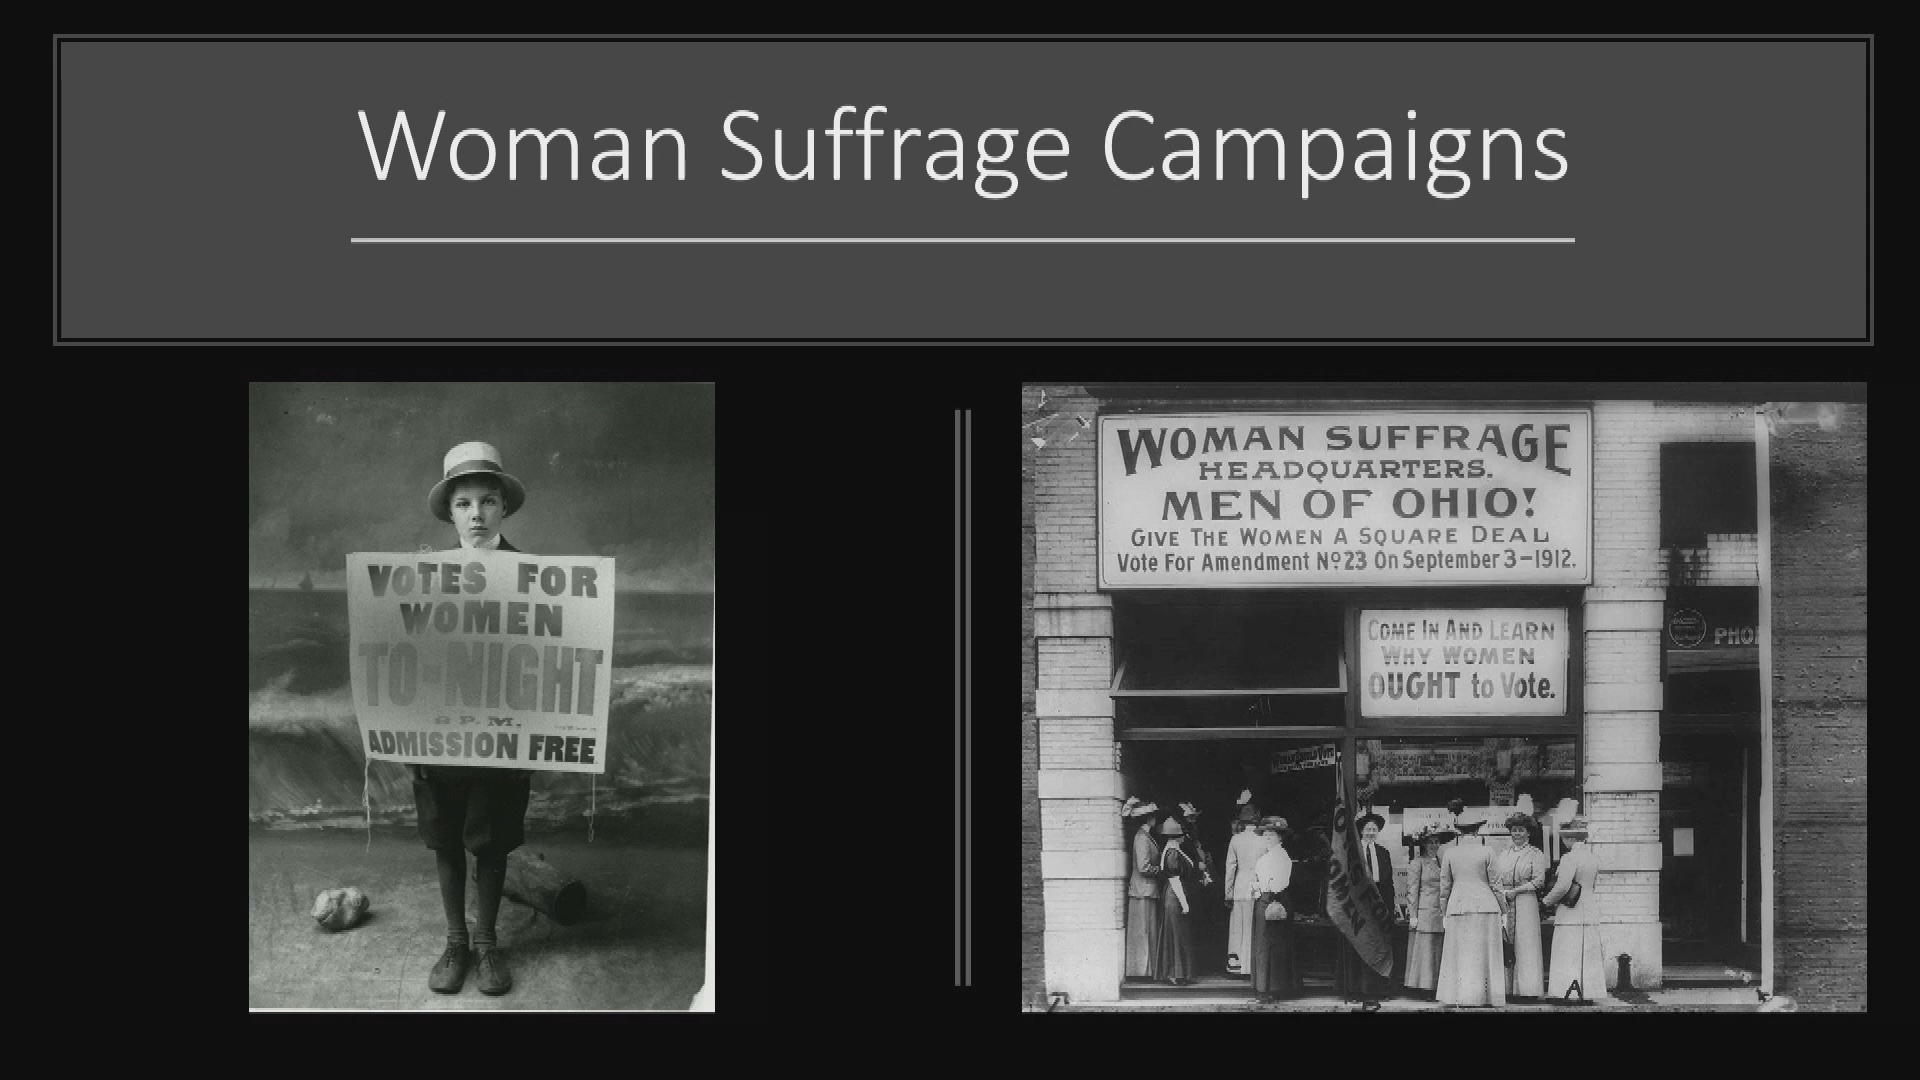 Woman Suffrage Campaigns
VOTES FOR
WOMEN
TO-NIGHT
8 P.M.
ADMISSION FREE
WOMAN SUFFRAGE
HEADQUARTERS.
MEN OF OHIO!
GIVE THE WOMEN A SQUARE DEAL
Vote For Amendment Nº 23 On September 3-1912.
COME IN AND LEARN
WHY WOMEN
OUGHT to Vote.
PHO
A